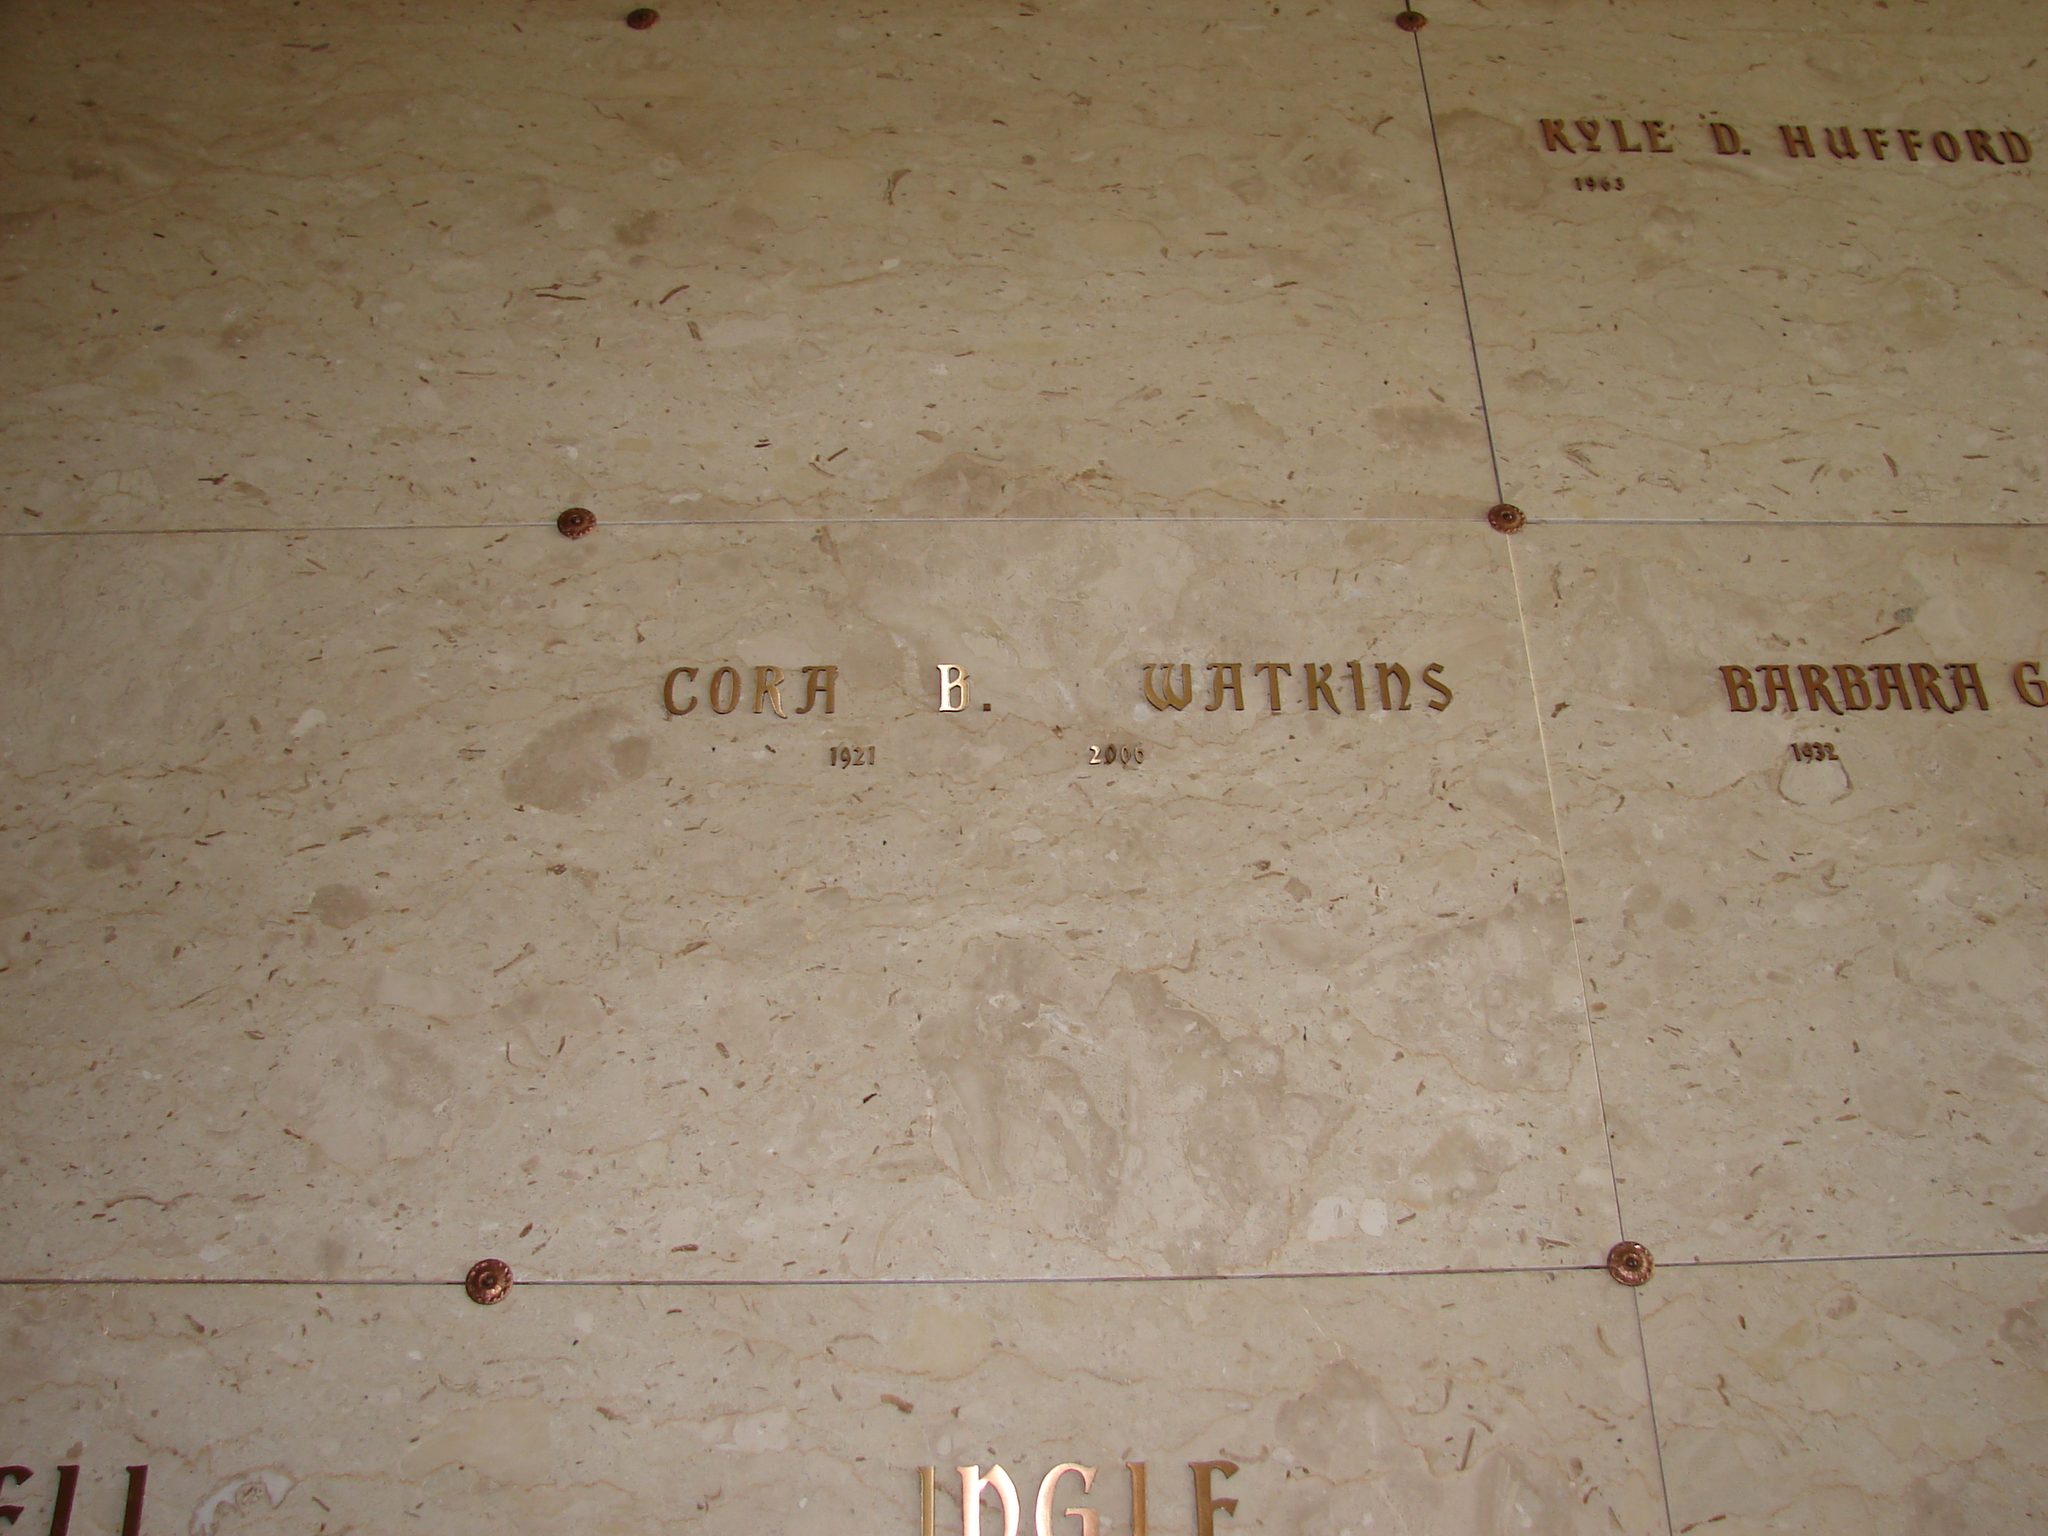 KYLE D. HUFFORD
1963
CORA B. WATKINS
1921 2006
BARBARA G
1932
INGLE